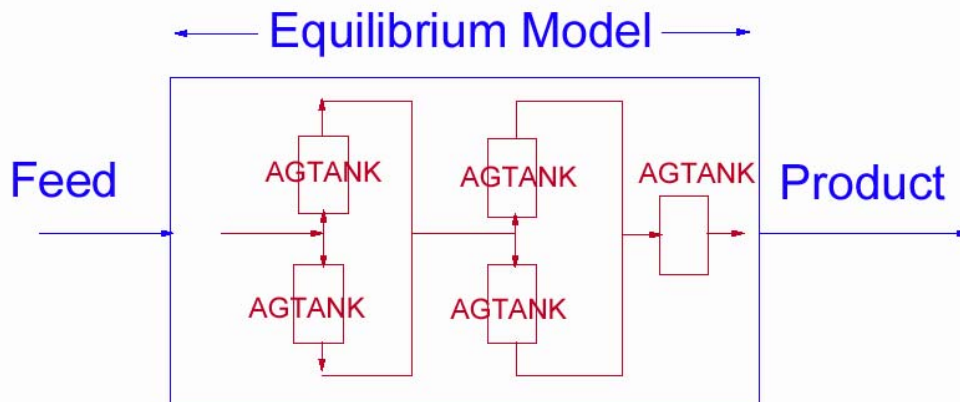 Equilibrium Model
AGTANK
AGTANK
AGTANK
Feed
Product
AGTANK
AGTANK